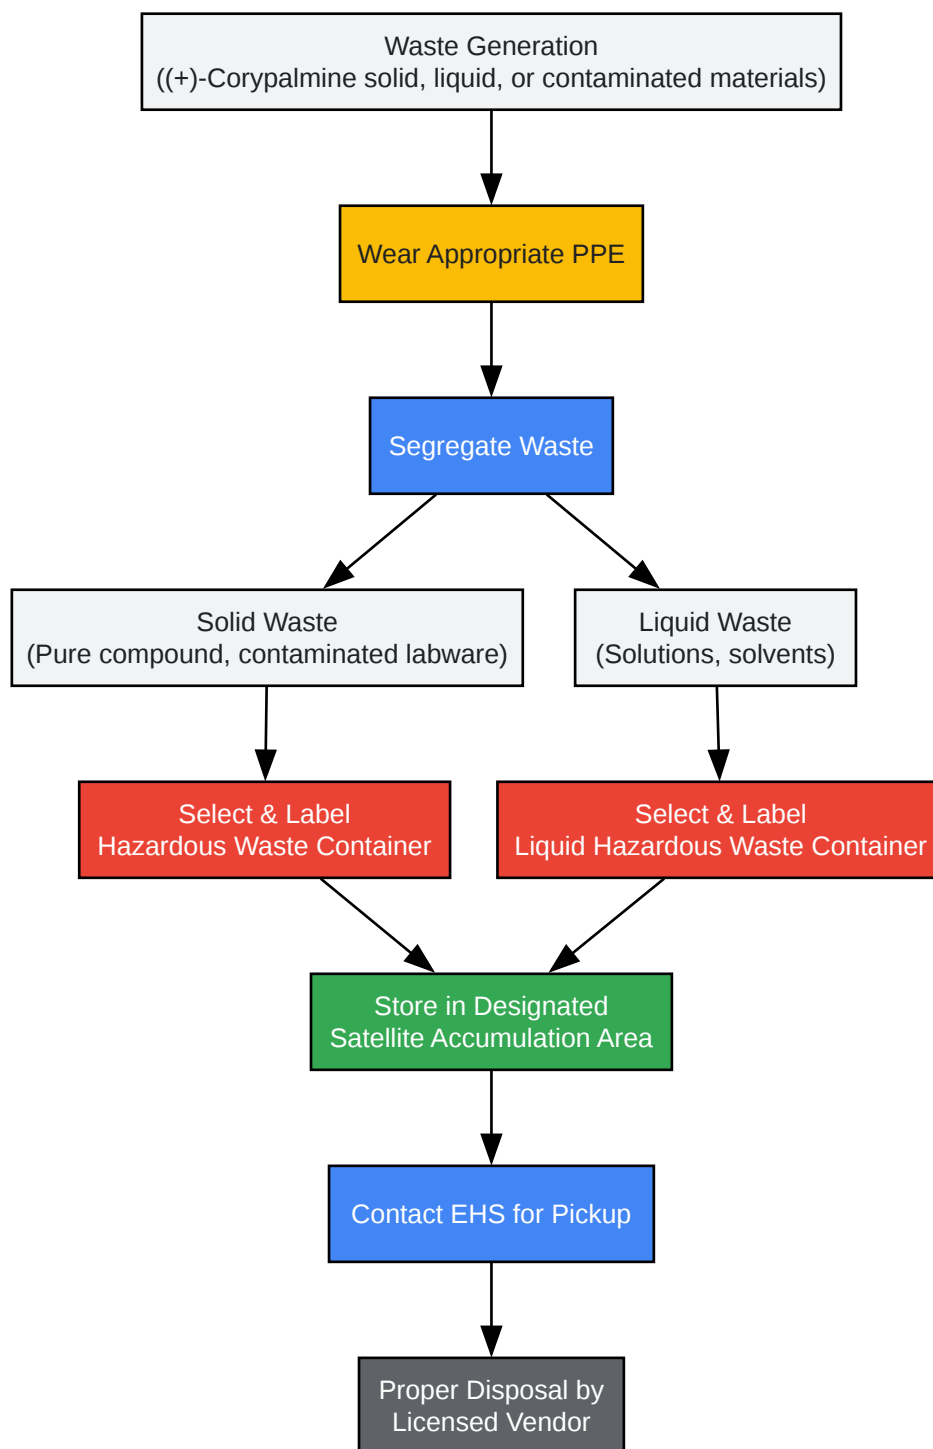 Waste Generation
((+)-Corypalmine solid, liquid, or contaminated materials)
Wear Appropriate PPE
Segregate Waste
Solid Waste
(Pure compound, contaminated labware)
Liquid Waste
(Solutions, solvents)
Select & Label
Hazardous Waste Container
Select & Label
Liquid Hazardous Waste Container
Store in Designated
Satellite Accumulation Area
Contact EHS for Pickup
Proper Disposal by
Licensed Vendor